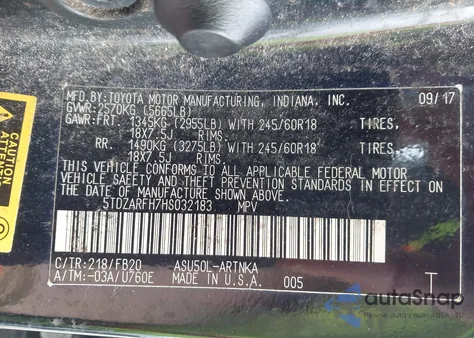 MFD.BY:TOYOTA MOTOR MANUFACTURING, INDIANA, INC. 09/17
GVWR:2570KG (5665LB)
GAWR:FRT. 1345KG (2955LB) WITH 245/60R18 TIRES,
18X7.5J RIMS,
RR. 1490KG (3275LB) WITH 245/60R18 TIRES,
18X7.5J RIMS,
THIS VEHICLE CONFORMS TO ALL APPLICABLE FEDERAL MOTOR
VEHICLE SAFETY AND THEFT PREVENTION STANDARDS IN EFFECT ON THE
DATE OF MANUFACTURE SHOWN ABOVE.
5TDZARFH7HS032183 MPV
C/TR:218/FB20 ASU50L-ARTNKA
A/TM:-03A/U760E MADE IN U.S.A. 005 T
CAUTION
autoSnap